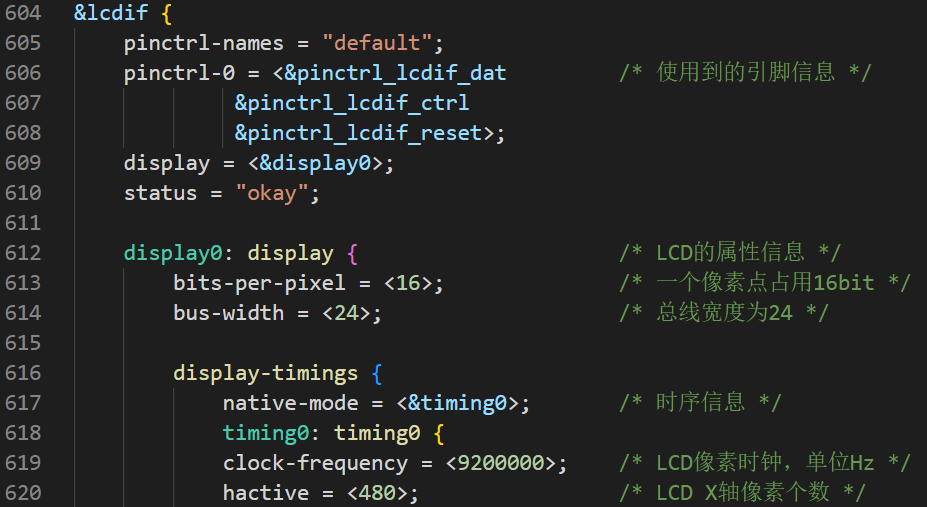 604 &lcdif {
605 pinctrl-names = "default";
606 pinctrl-0 = <&pinctrl_lcdif_dat /* 使用到的引脚信息 */
607 &pinctrl_lcdif_ctrl
608 &pinctrl_lcdif_reset>;
609 display = <&display0>;
610 status = "okay";
611
612 display0: display { /* LCD的属性信息 */
613 bits-per-pixel = <16>; /* 一个像素点占用16bit */
614 bus-width = <24>; /* 总线宽度为24 */
615
616 display-timings {
617 native-mode = <&timing0>; /* 时序信息 */
618 timing0: timing0 {
619 clock-frequency = <9200000>; /* LCD像素时钟，单位Hz */
620 hactive = <480>; /* LCD X轴像素个数 */